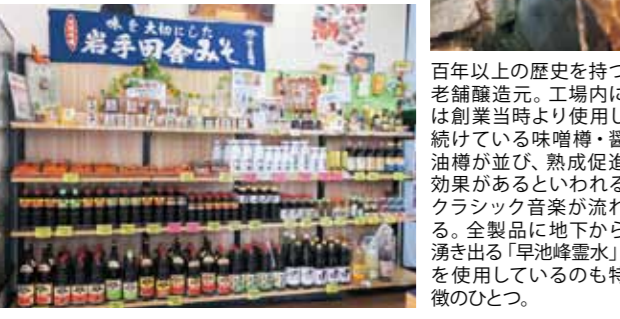 味を大切にした
岩手田舎みそ
百年以上の歴史を持つ
老舗醸造元。工場内に
は創業当時より使用し
続けている味噌樽・醤
油樽が並び、熟成促進
効果があるといわれる
クラシック音楽が流れ
る。全製品に地下から
湧き出る「早池峰霊水」
を使用しているのも特
徴のひとつ。